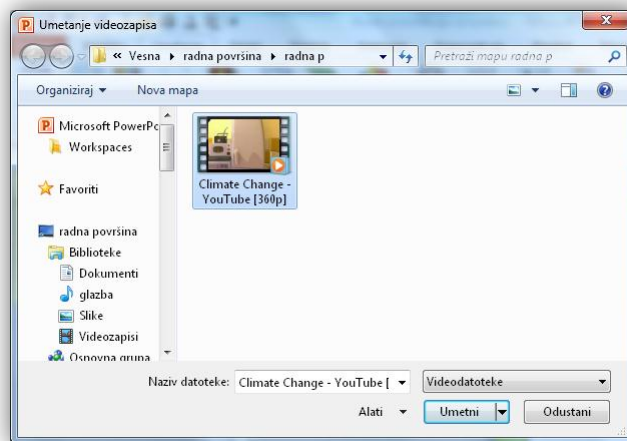 Umetanje videozapisa
« Vesna ▸ radna površina ▸ radna p
Pretraži mapu radna p
Organiziraj
Nova mapa
Microsoft PowerPc
Workspaces
Favoriti
radna površina
Biblioteke
Dokumenti
glazba
Slike
Videozapisi
Osnovna grupa
Climate Change -
YouTube [360p]
Naziv datoteke: Climate Change - YouTube [
Videodatoteke
Alati
Umetni
Odustani